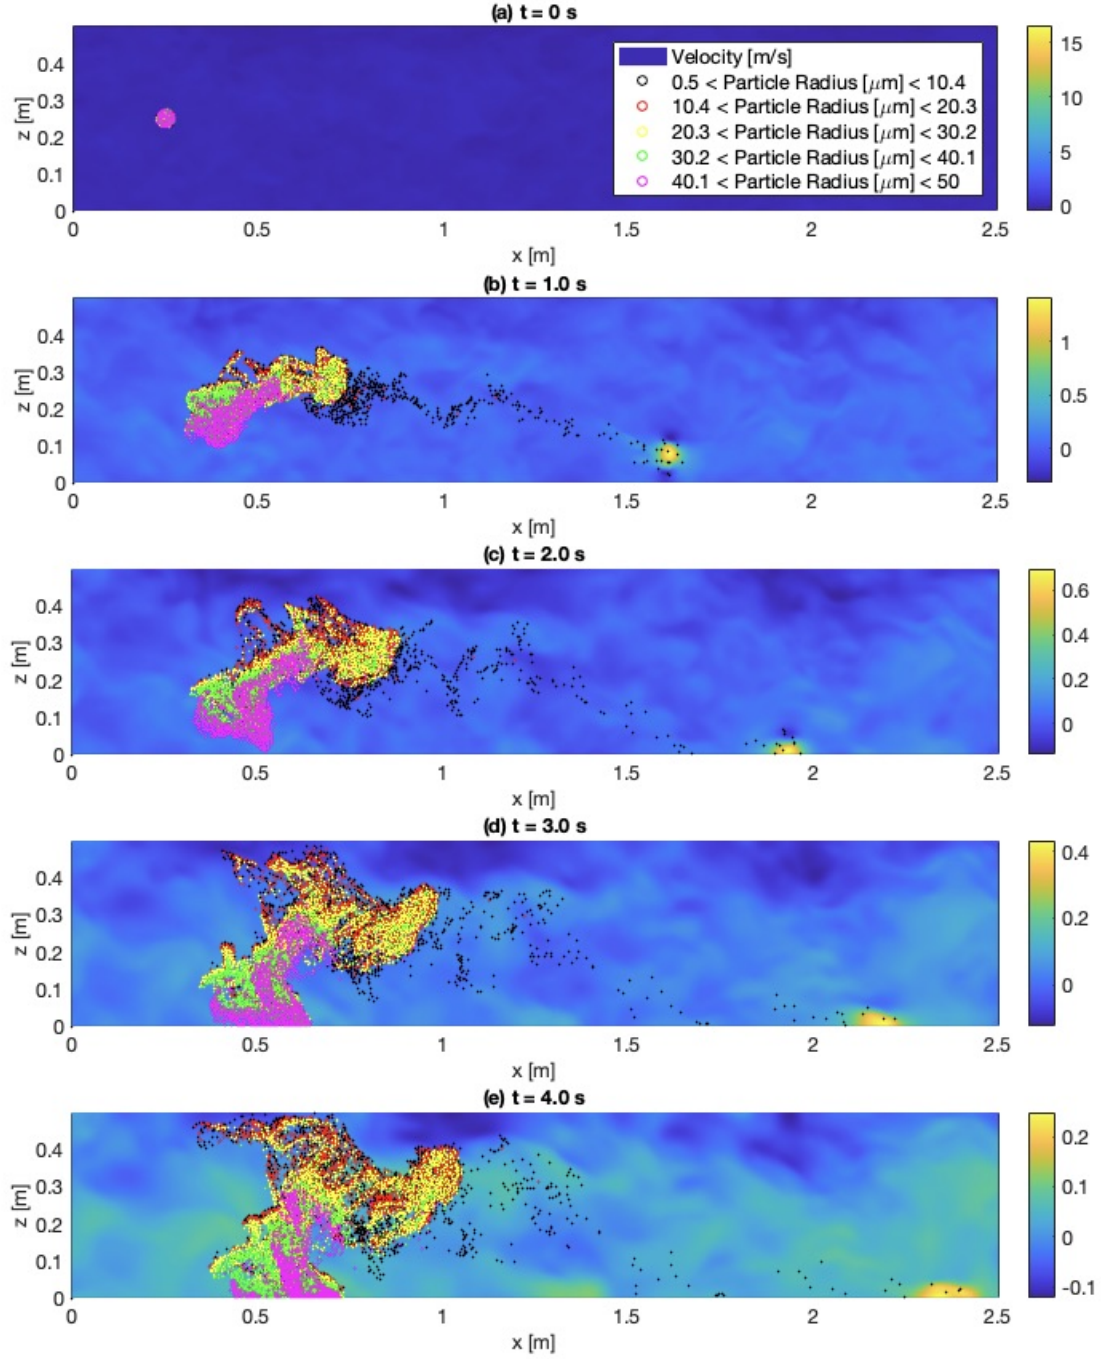 (a) t = 0 s
z [m]
0.4
0.3
0.2
0.1
0
Velocity [m/s]
0.5 < Particle Radius [μm] < 10.4
10.4 < Particle Radius [μm] < 20.3
20.3 < Particle Radius [μm] < 30.2
30.2 < Particle Radius [μm] < 40.1
40.1 < Particle Radius [μm] < 50
15
10
5
0
0 0.5 1 1.5 2 2.5
x [m]
(b) t = 1.0 s
z [m]
0.4
0.3
0.2
0.1
0
1
0.5
0
0 0.5 1 1.5 2 2.5
x [m]
(c) t = 2.0 s
z [m]
0.4
0.3
0.2
0.1
0
0.6
0.4
0.2
0
0 0.5 1 1.5 2 2.5
x [m]
(d) t = 3.0 s
z [m]
0.4
0.3
0.2
0.1
0
0.4
0.2
0
0 0.5 1 1.5 2 2.5
x [m]
(e) t = 4.0 s
z [m]
0.4
0.3
0.2
0.1
0
0.2
0.1
0
-0.1
0 0.5 1 1.5 2 2.5
x [m]